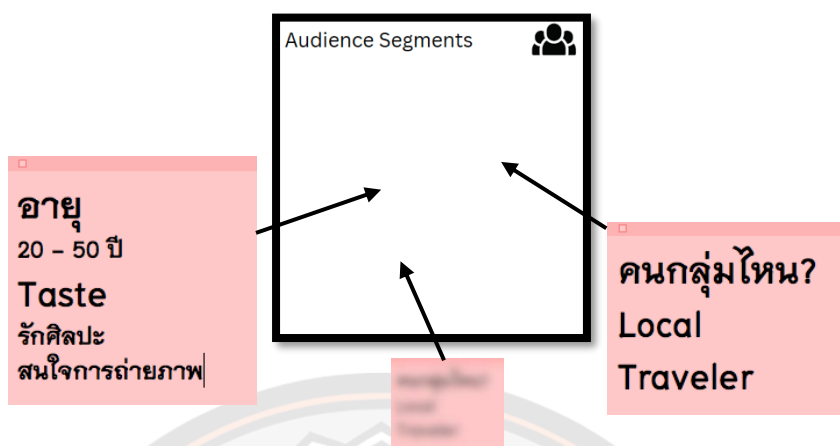 Audience Segments
อายุ
20 – 50 ปี
Taste
รักศิลปะ
สนใจการถ่ายภาพ
คนกลุ่มไหน?
Local
Traveler